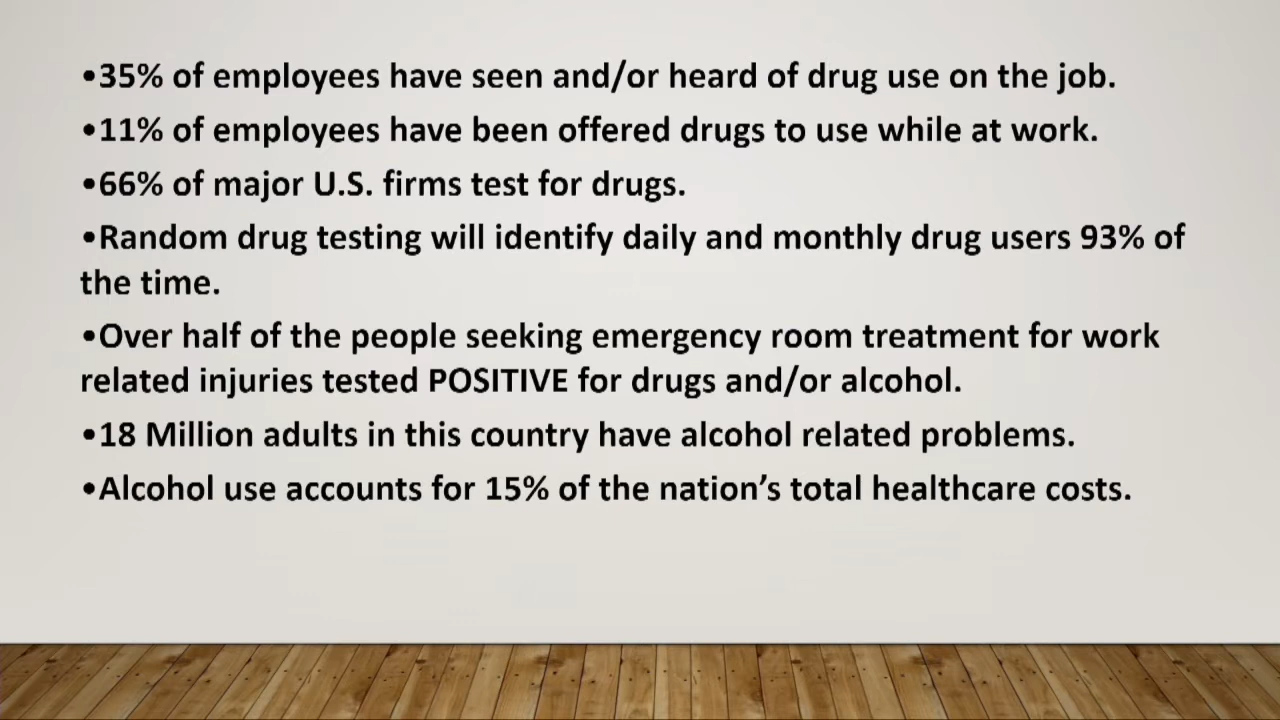 •35% of employees have seen and/or heard of drug use on the job.
•11% of employees have been offered drugs to use while at work.
•66% of major U.S. firms test for drugs.
•Random drug testing will identify daily and monthly drug users 93% of
the time.
•Over half of the people seeking emergency room treatment for work
related injuries tested POSITIVE for drugs and/or alcohol.
•18 Million adults in this country have alcohol related problems.
•Alcohol use accounts for 15% of the nation’s total healthcare costs.